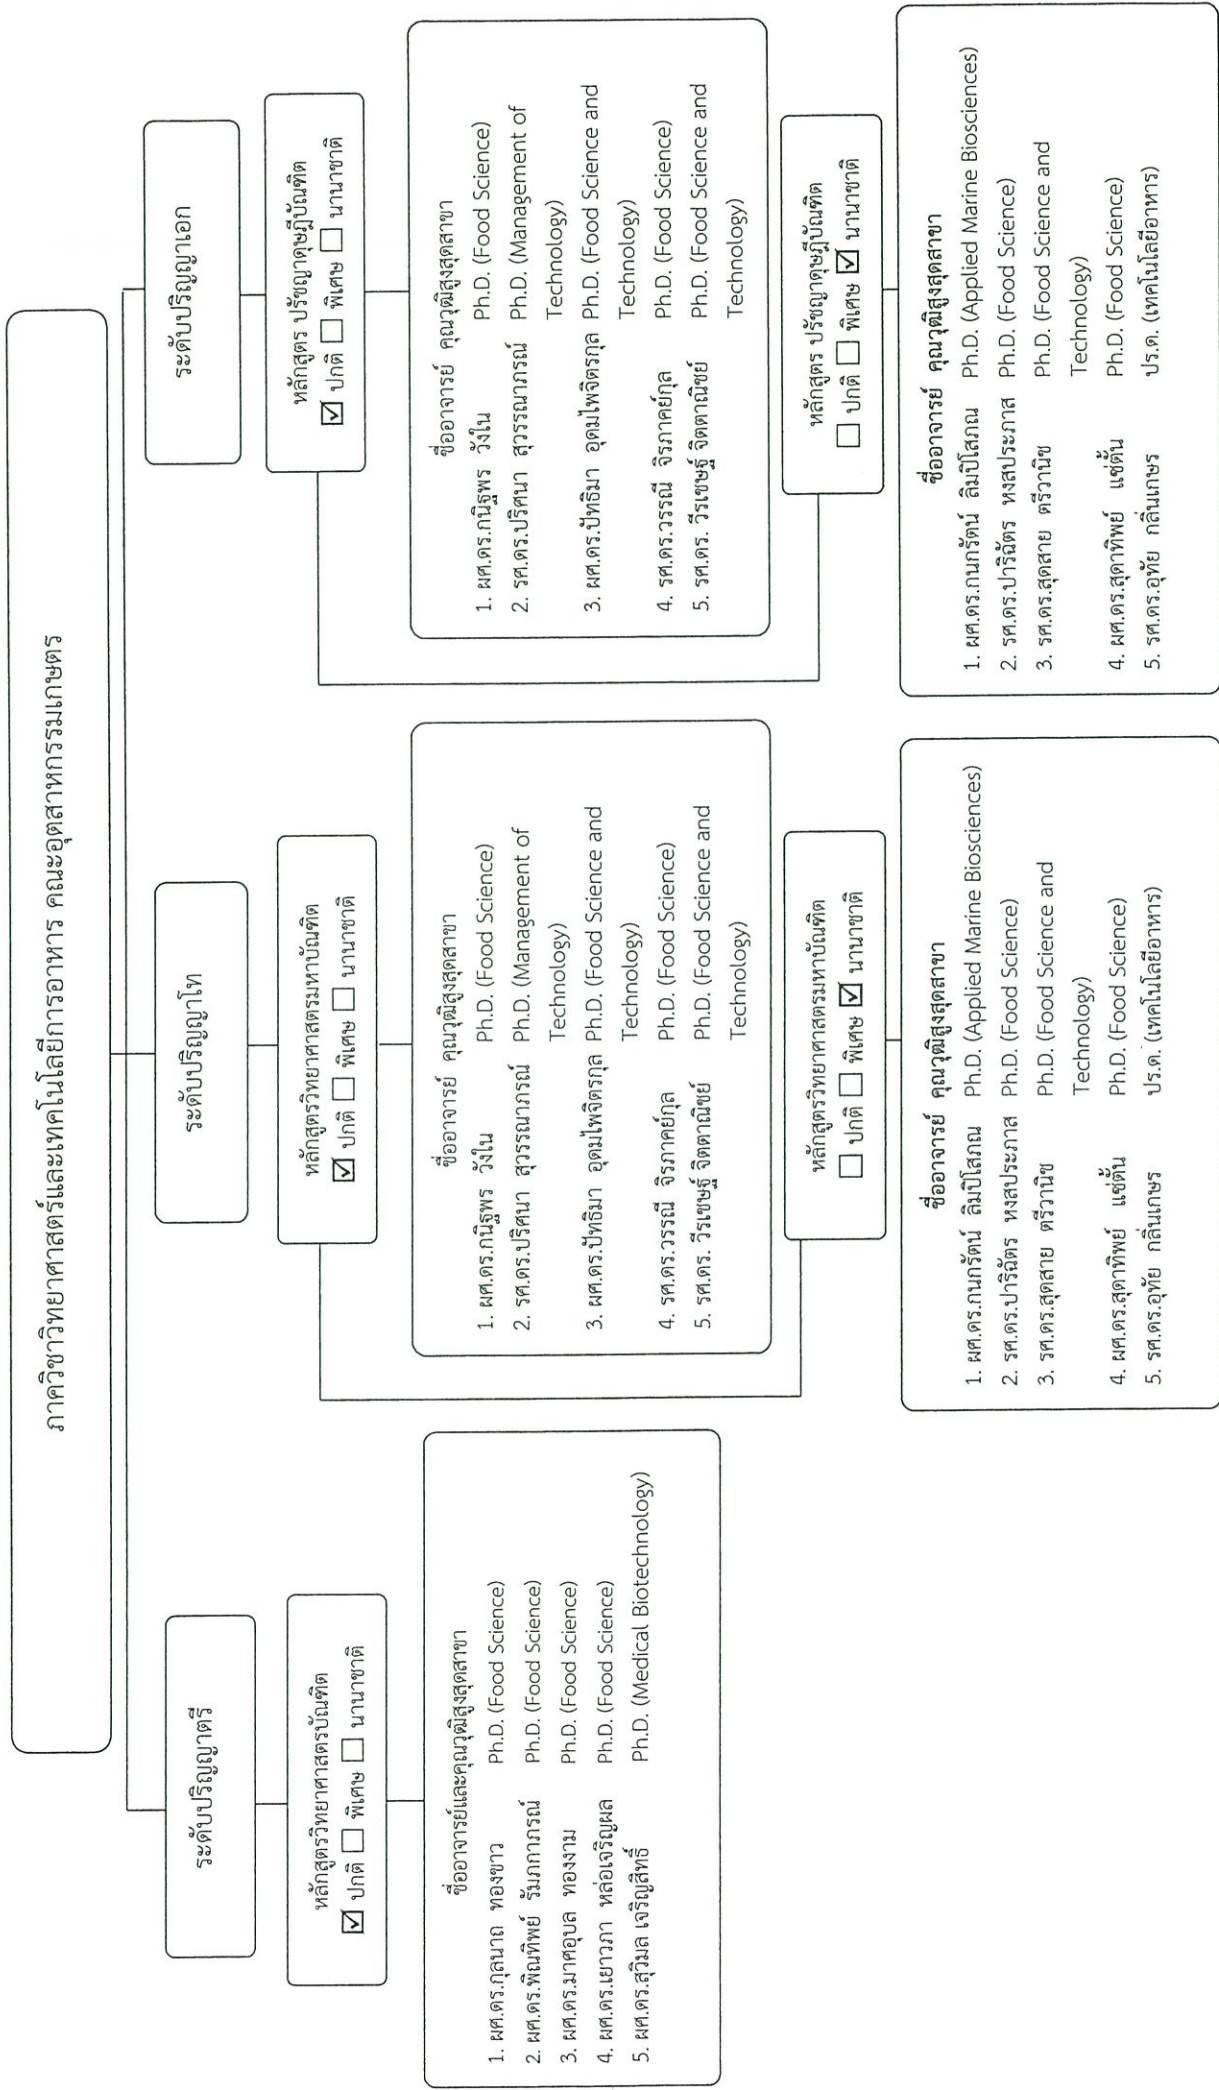 ภาควิชาวิทยาศาสตร์และเทคโนโลยีการอาหาร คณะอุตสาหกรรมเกษตร
ระดับปริญญาตรี
หลักสูตรวิทยาศาสตรบัณฑิต
☑ ปกติ ☐ พิเศษ ☐ นานาชาติ
ชื่ออาจารย์และคุณวุฒิสูงสุดสาขา
1. ผศ.ดร.กุลนาถ ทองขาว Ph.D. (Food Science)
2. ผศ.ดร.พิณทิพย์ รัมภกาภรณ์ Ph.D. (Food Science)
3. ผศ.ดร.มาศอุบล ทองงาม Ph.D. (Food Science)
4. ผศ.ดร.เยาวภา หล่อเจริญผล Ph.D. (Food Science)
5. ผศ.ดร.สุวิมล เจริญสิทธิ์ Ph.D. (Medical Biotechnology)
ระดับปริญญาโท
หลักสูตรวิทยาศาสตรมหาบัณฑิต
☑ ปกติ ☐ พิเศษ ☐ นานาชาติ
ชื่ออาจารย์ คุณวุฒิสูงสุดสาขา
1. ผศ.ดร.กนิฐพร วังใน Ph.D. (Food Science)
2. รศ.ดร.ปริศนา สุวรรณาภรณ์ Ph.D. (Management of
Technology)
3. ผศ.ดร.ปัทธิมา อุดมไพจิตรกุล Ph.D. (Food Science and
Technology)
4. รศ.ดร.วรรณี จิรภาคย์กุล Ph.D. (Food Science)
5. รศ.ดร. วีรเชษฐ์ จิตตาณิชย์ Ph.D. (Food Science and
Technology)
หลักสูตรวิทยาศาสตรมหาบัณฑิต
☐ ปกติ ☐ พิเศษ ☑ นานาชาติ
ชื่ออาจารย์ คุณวุฒิสูงสุดสาขา
1. ผศ.ดร.กนกรัตน์ ลิมปิโสภณ Ph.D. (Applied Marine Biosciences)
2. รศ.ดร.ปาริฉัตร หงสประภาส Ph.D. (Food Science)
3. รศ.ดร.สุดสาย ตรีวานิช Ph.D. (Food Science and
Technology)
4. ผศ.ดร.สุดาทิพย์ แซ่ตั้น Ph.D. (Food Science)
5. รศ.ดร.อุทัย กลิ่นเกษร ปร.ด. (เทคโนโลยีอาหาร)
ระดับปริญญาเอก
หลักสูตร ปรัชญาดุษฎีบัณฑิต
☑ ปกติ ☐ พิเศษ ☐ นานาชาติ
ชื่ออาจารย์ คุณวุฒิสูงสุดสาขา
1. ผศ.ดร.กนิฐพร วังใน Ph.D. (Food Science)
2. รศ.ดร.ปริศนา สุวรรณาภรณ์ Ph.D. (Management of
Technology)
3. ผศ.ดร.ปัทธิมา อุดมไพจิตรกุล Ph.D. (Food Science and
Technology)
4. รศ.ดร.วรรณี จิรภาคย์กุล Ph.D. (Food Science)
5. รศ.ดร. วีรเชษฐ์ จิตตาณิชย์ Ph.D. (Food Science and
Technology)
หลักสูตร ปรัชญาดุษฎีบัณฑิต
☐ ปกติ ☐ พิเศษ ☑ นานาชาติ
ชื่ออาจารย์ คุณวุฒิสูงสุดสาขา
1. ผศ.ดร.กนกรัตน์ ลิมปิโสภณ Ph.D. (Applied Marine Biosciences)
2. รศ.ดร.ปาริฉัตร หงสประภาส Ph.D. (Food Science)
3. รศ.ดร.สุดสาย ตรีวานิช Ph.D. (Food Science and
Technology)
4. ผศ.ดร.สุดาทิพย์ แซ่ตั้น Ph.D. (Food Science)
5. รศ.ดร.อุทัย กลิ่นเกษร ปร.ด. (เทคโนโลยีอาหาร)